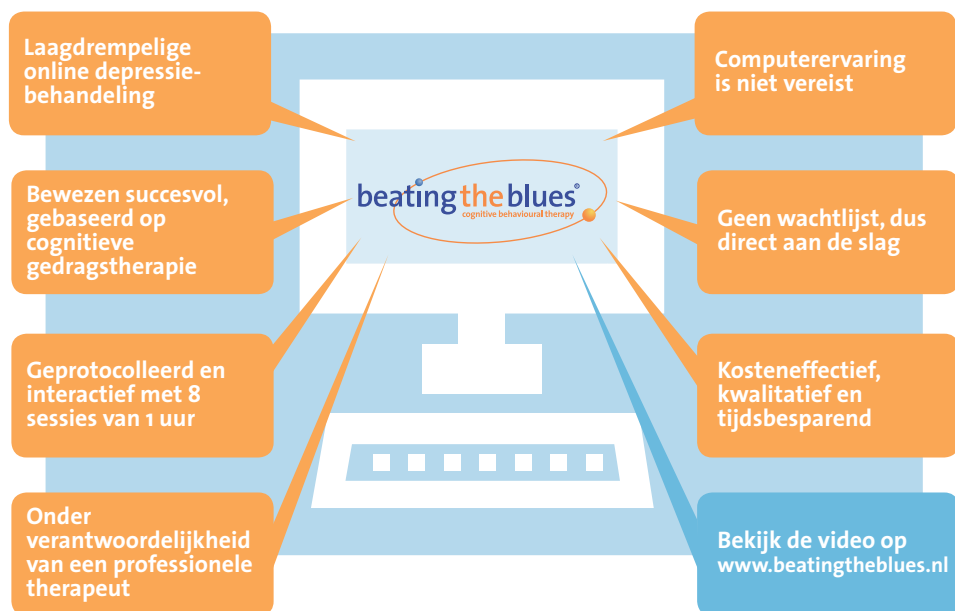 Laagdrempelige
online depressie-
behandeling
Bewezen succesvol,
gebaseerd op
cognitieve
gedragstherapie
Geprotocolleerd en
interactief met 8
sessies van 1 uur
Onder
verantwoordelijkheid
van een professionele
therapeut
beating the blues®
cognitive behavioural therapy
Computerervaring
is niet vereist
Geen wachtlijst, dus
direct aan de slag
Kosteneffectief,
kwalitatief en
tijdsbesparend
Bekijk de video op
www.beatingtheblues.nl